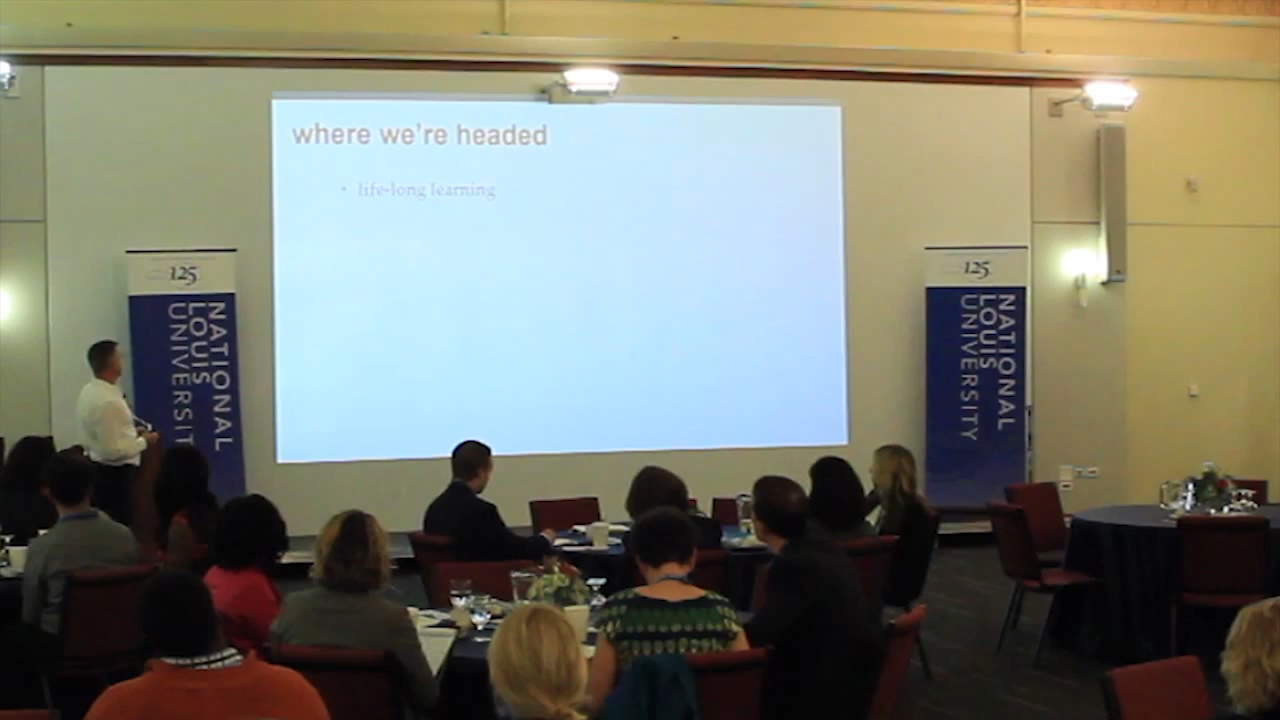 where we're headed
• life-long learning
125
NATIONAL
LOUIS
UNIVERSITY
125
NATIONAL
LOUIS
UNIVERSITY